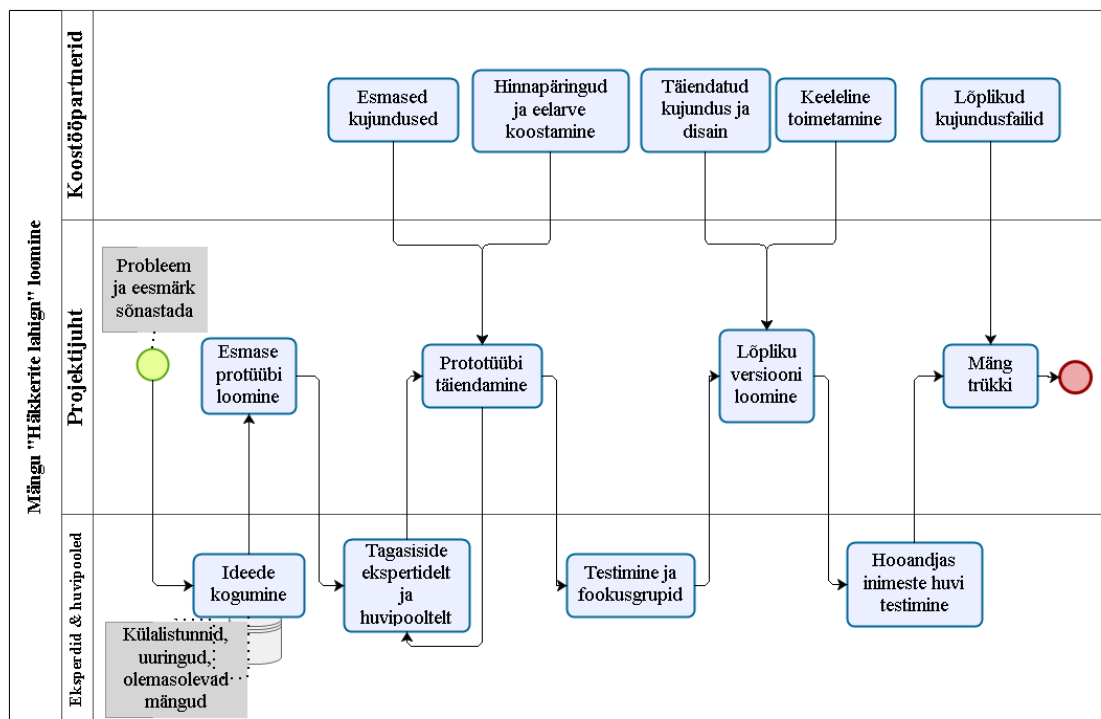 Mängu "Häkkerite lahign" loomine
Koostööpartnerid
Esmased
kujundused
Hinnapäringud
ja eelarve
koostamine
Täiendatud
kujundus ja
disain
Keeleline
toimetamine
Lõplikud
kujundusfailid
Projektijuht
Probleem
ja eesmärk
sõnastada
Esmase
protüübi
loomine
Prototüübi
täiendamine
Lõpliku
versiooni
loomine
Mäng
trükki
Eksperdid & huvipooled
Ideede
kogumine
Külalistunnid,
uuringud,
olemasolevad
mängud
Tagasiside
ekspertidelt
ja
huvipooltelt
Testimine ja
fookusgrupid
Hooandjas
inimeste huvi
testimine